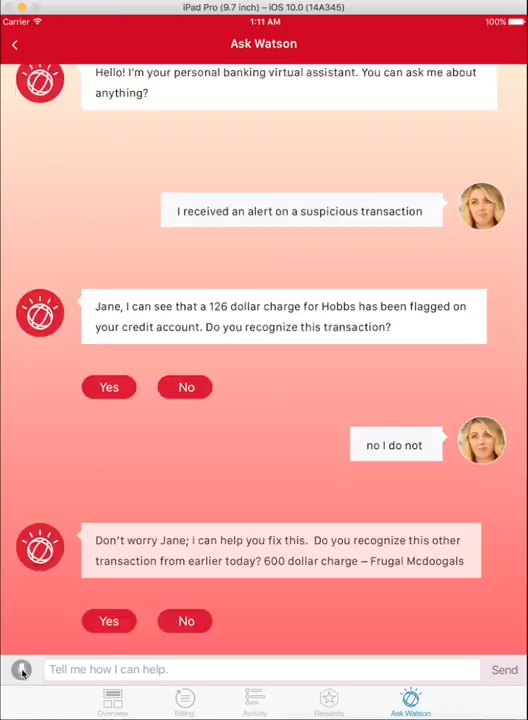 iPad Pro (9.7 inch) – iOS 10.0 (14A345)
Carrier
1:11 AM
100%
Ask Watson
Hello! I'm your personal banking virtual assistant. You can ask me about
anything?
I received an alert on a suspicious transaction
Jane, I can see that a 126 dollar charge for Hobbs has been flagged on
your credit account. Do you recognize this transaction?
Yes
No
no I do not
Don't worry Jane; I can help you fix this. Do you recognize this other
transaction from earlier today? 600 dollar charge – Frugal Mcdoogals
Yes
No
Tell me how I can help.
Send
Overview
Billing
Activity
Rewards
Ask Watson